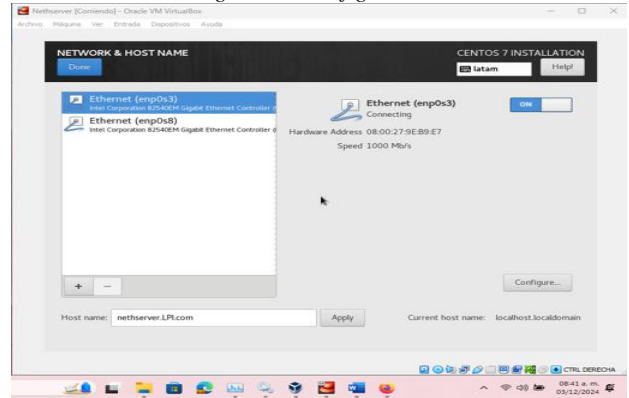 Nethserver [Corriendo] - Oracle VM VirtualBox
Archivo Máquina Ver Entrada Dispositivos Ayuda
NETWORK & HOST NAME
CENTOS 7 INSTALLATION
Done
latam
Help!
Ethernet (enp0s3)
Intel Corporation 82540EM Gigabit Ethernet Controller (
Ethernet (enp0s8)
Intel Corporation 82540EM Gigabit Ethernet Controller (
Ethernet (enp0s3)
Connecting
ON
Hardware Address 08:00:27:9E:B9:E7
Speed 1000 Mb/s
+ −
Configure...
Host name: nethserver.LPI.com
Apply
Current host name: localhost.localdomain
CTRL DERECHA
08:41 a. m.
03/12/2024